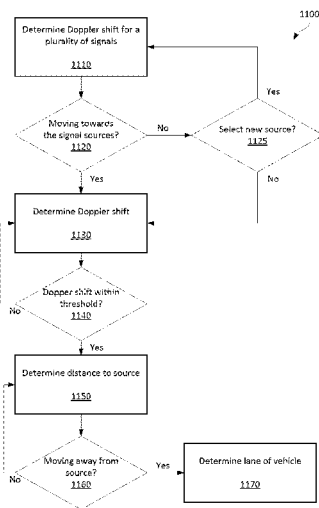 1100
Determine Doppler shift for a
plurality of signals
1110
Moving towards
the signal sources?
1120
No
Yes
Select new source?
1125
Yes
No
Determine Doppler shift
1130
Dopper shift within
threshold?
1140
No
Yes
Determine distance to source
1150
Moving away from
source?
1160
No
Yes
Determine lane of vehicle
1170